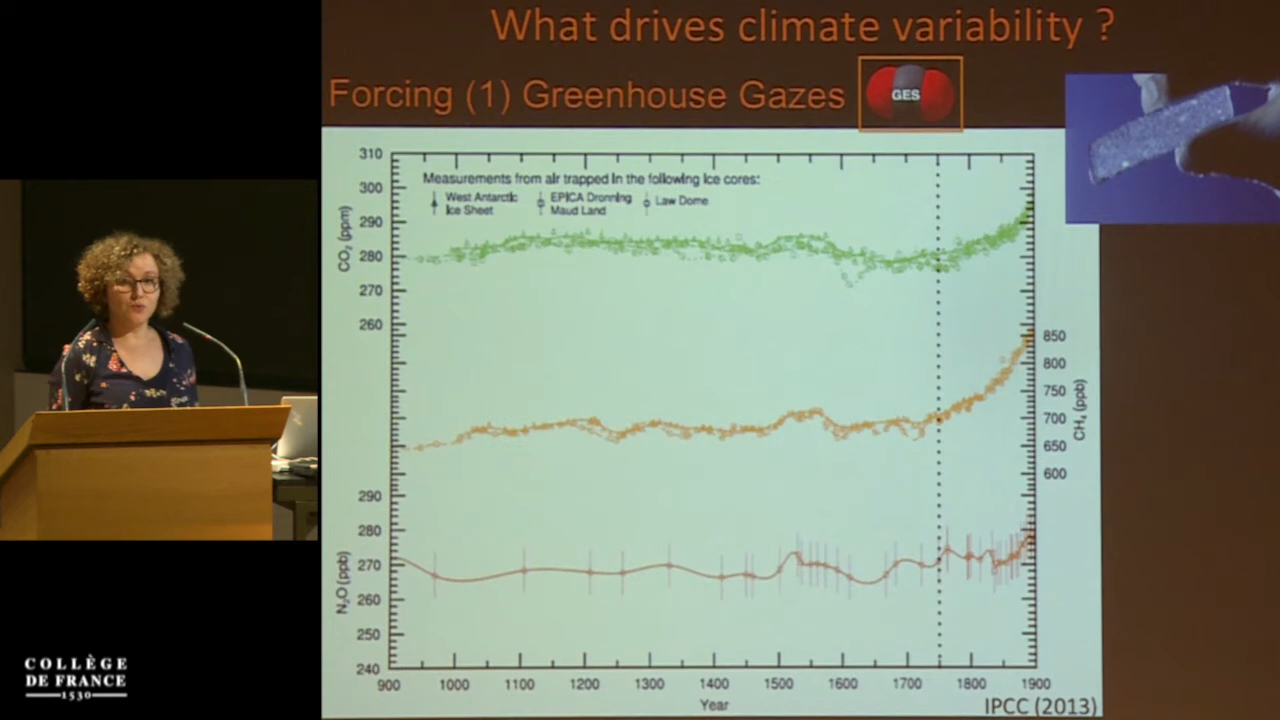 What drives climate variability ?
Forcing (1) Greenhouse Gazes
GES
Measurements from air trapped in the following ice cores:
West Antarctic
Ice Sheet
EPICA Dronning
Maud Land
Law Dome
310
300
290
280
270
260
CO₂ (ppm)
850
800
750
700
650
600
CH₄ (ppb)
290
280
270
260
250
240
N₂O (ppb)
900 1000 1100 1200 1300 1400 1500 1600 1700 1800 1900
Year
IPCC (2013)
COLLÈGE
DE FRANCE
1530